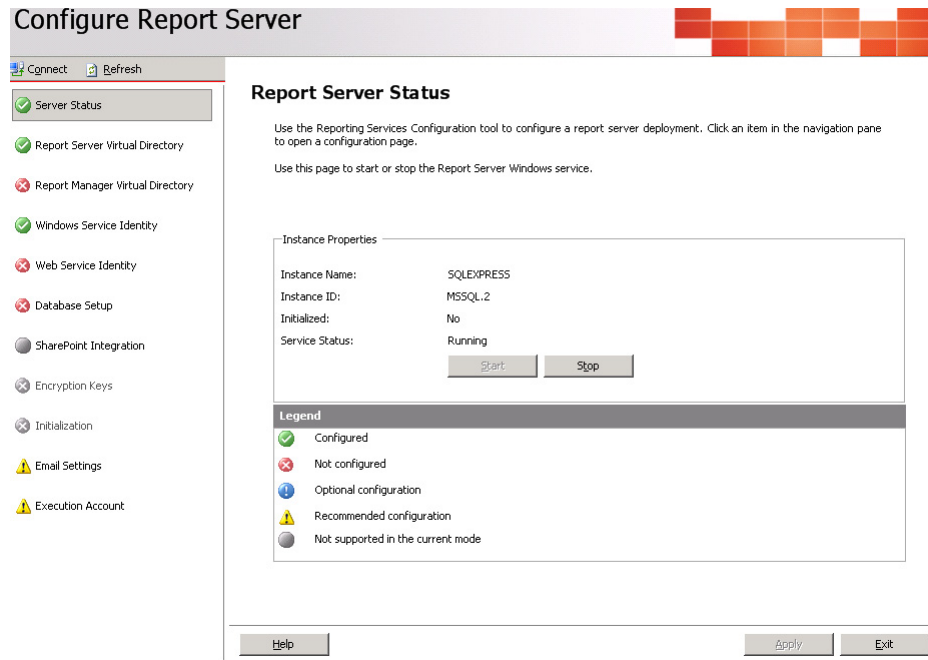 Configure Report Server
Connect Refresh
Server Status
Report Server Virtual Directory
Report Manager Virtual Directory
Windows Service Identity
Web Service Identity
Database Setup
SharePoint Integration
Encryption Keys
Initialization
Email Settings
Execution Account
Report Server Status
Use the Reporting Services Configuration tool to configure a report server deployment. Click an item in the navigation pane
to open a configuration page.
Use this page to start or stop the Report Server Windows service.
Instance Properties
Instance Name: SQLEXPRESS
Instance ID: MSSQL.2
Initialized: No
Service Status: Running
Start Stop
Legend
Configured
Not configured
Optional configuration
Recommended configuration
Not supported in the current mode
Help Apply Exit